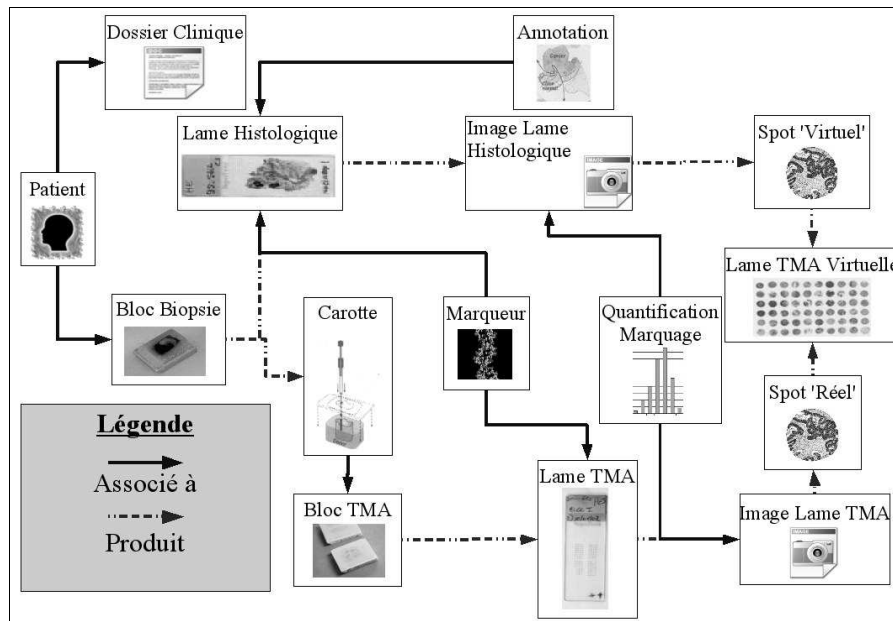 Dossier Clinique
Annotation
Lame Histologique
Image Lame
Histologique
Spot 'Virtuel'
IMAGE
Patient
Lame TMA Virtuelle
Bloc Biopsie
Carotte
Marqueur
Quantification
Marquage
Spot 'Réel'
Légende
Associé à
Produit
Bloc TMA
Lame TMA
Image Lame TMA